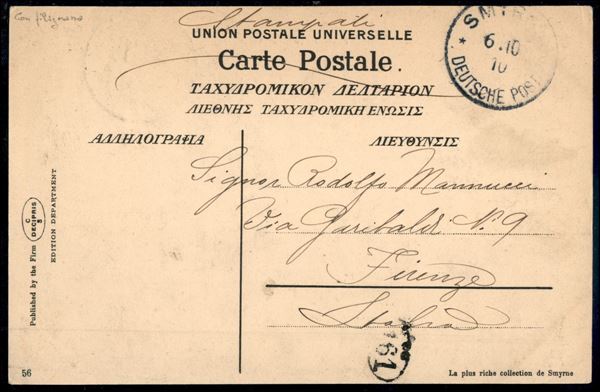 Stampati
UNION POSTALE UNIVERSELLE
Carte Postale.
ΤΑΧΥΔΡΟΜΙΚΟΝ ΔΕΛΤΑΡΙΟΝ
ΔΙΕΘΝΗΣ ΤΑΧΥΔΡΟΜΙΚΗ ΕΝΩΣΙΣ
ΑΛΛΗΛΟΓΡΑΦΙΑ
ΔΙΕΥΘΥΝΣΙΣ
6.10
10
DEUTSCHE POST
Signor Rodolfo Mannucci
Via Garibaldi N. 9
Firenze
Italia
Published by the Firm
C
DECIPRIS
B
EDITION DEPARTMENT
161
56
La plus riche collection de Smyrne